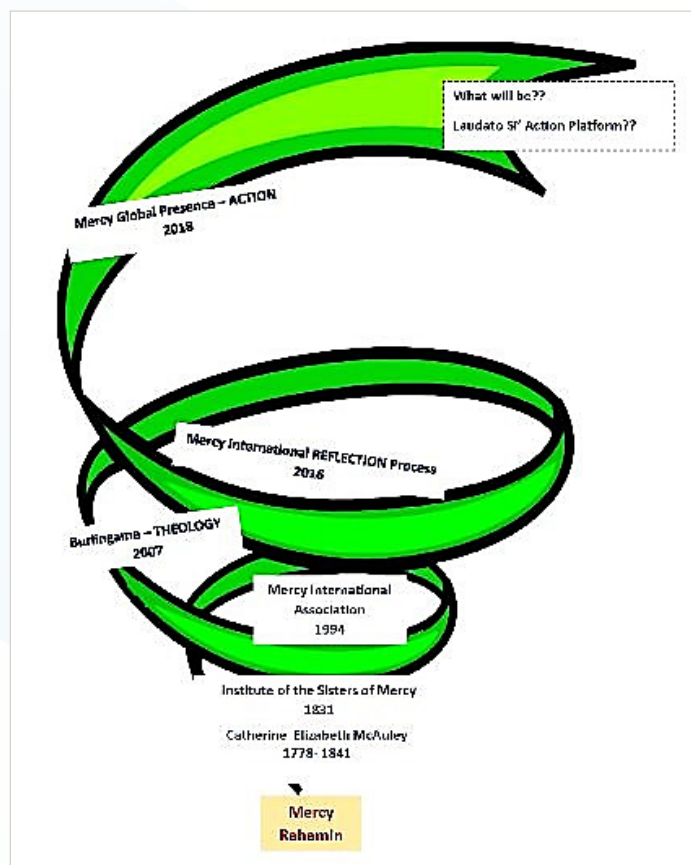 What will be??
Laudato Si' Action Platform??
Mercy Global Presence – ACTION
2018
Mercy International REFLECTION Process
2016
Burlingame – THEOLOGY
2007
Mercy International
Association
1994
Institute of the Sisters of Mercy
1831
Catherine Elizabeth McAuley
1778- 1841
Mercy
Rahamin